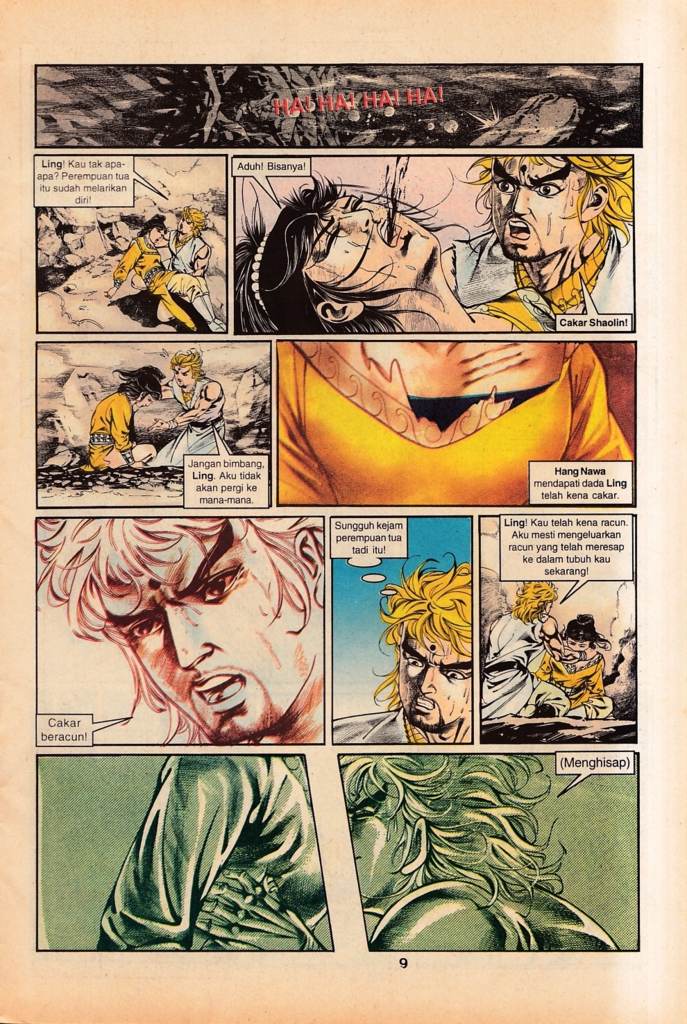 HA! HA! HA! HA!
Ling! Kau tak apa-
apa? Perempuan tua
itu sudah melarikan
diri!
Aduh! Bisanya!
Cakar Shaolin!
Jangan bimbang,
Ling. Aku tidak
akan pergi ke
mana-mana.
Hang Nawa
mendapati dada Ling
telah kena cakar.
Cakar
beracun!
Sungguh kejam
perempuan tua
tadi itu!
Ling! Kau telah kena racun.
Aku mesti mengeluarkan
racun yang telah meresap
ke dalam tubuh kau
sekarang!
(Menghisap)
9